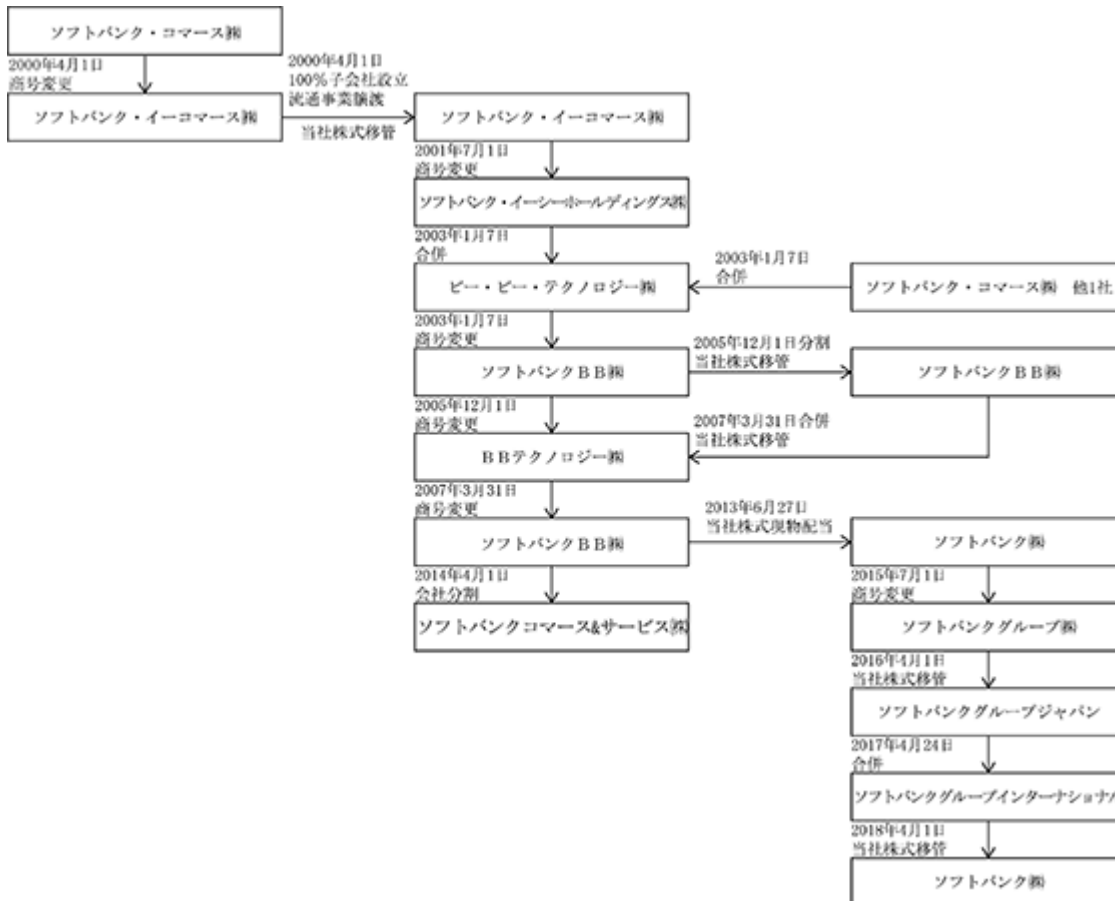 ソフトバンク・コマース㈱
2000年4月1日
商号変更
2000年4月1日
100%子会社設立
流通事業譲渡
ソフトバンク・イーコマース㈱
当社株式移管
ソフトバンク・イーコマース㈱
2001年7月1日
商号変更
ソフトバンク・イーシーホールディングス㈱
2003年1月7日
合併
2003年1月7日
合併
ビー・ビー・テクノロジー㈱
ソフトバンク・コマース㈱ 他1社
2003年1月7日
商号変更
2005年12月1日分割
当社株式移管
ソフトバンクBB㈱
ソフトバンクBB㈱
2005年12月1日
商号変更
2007年3月31日合併
当社株式移管
BBテクノロジー㈱
2007年3月31日
商号変更
2013年6月27日
当社株式現物配当
ソフトバンクBB㈱
ソフトバンク㈱
2014年4月1日
会社分割
2015年7月1日
商号変更
ソフトバンクコマース&サービス㈱
ソフトバンクグループ㈱
2016年4月1日
当社株式移管
ソフトバンクグループジャパン
2017年4月24日
合併
ソフトバンクグループインターナショナル
2018年4月1日
当社株式移管
ソフトバンク㈱